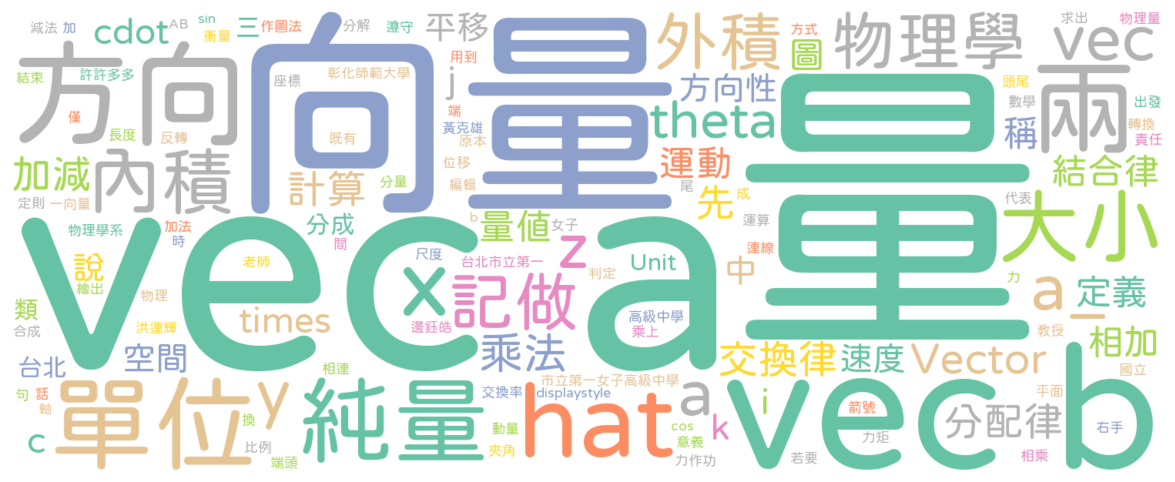 減法 加 AB sin 衝量 三 作圖法 分解 遵守 平移 用到 方式 求出 物理量
cdot 向量 量 外積 圖 物理學 vec
結束 許許多多 座標 彰化師範大學 j 方向性 頭尾 數學 出發
方向 僅 長度 反轉 既有 端 黃克雄 原本 theta 稱 兩 轉換 責任
加減 內積 計算 分量 位移 編輯 運動 結合律
定則 一向量 尾 先 成 代表 大小
物理學系 加法 時 分成 b 量值 女子 運算
vec a 間 尺度 z 台北市立第一 Unit 連線 力 定義
說 繪出 老師 x 記做 判定 中 a _
類 合成 物理 洪連輝 times 邊鈺皓 高級中學 乘上 教授 相加
台北 空間 相連 乘法 交換律 速度 Vector 國立
句 話 軸 單位 y 純量 交換率 市立第一女子高級中學 displaystyle hat a vec b i 箭號 平面
c 換 比例 端頭 動量 夾角 cos 意義 k 力作功 力矩 若要 分配律 右手 相乘